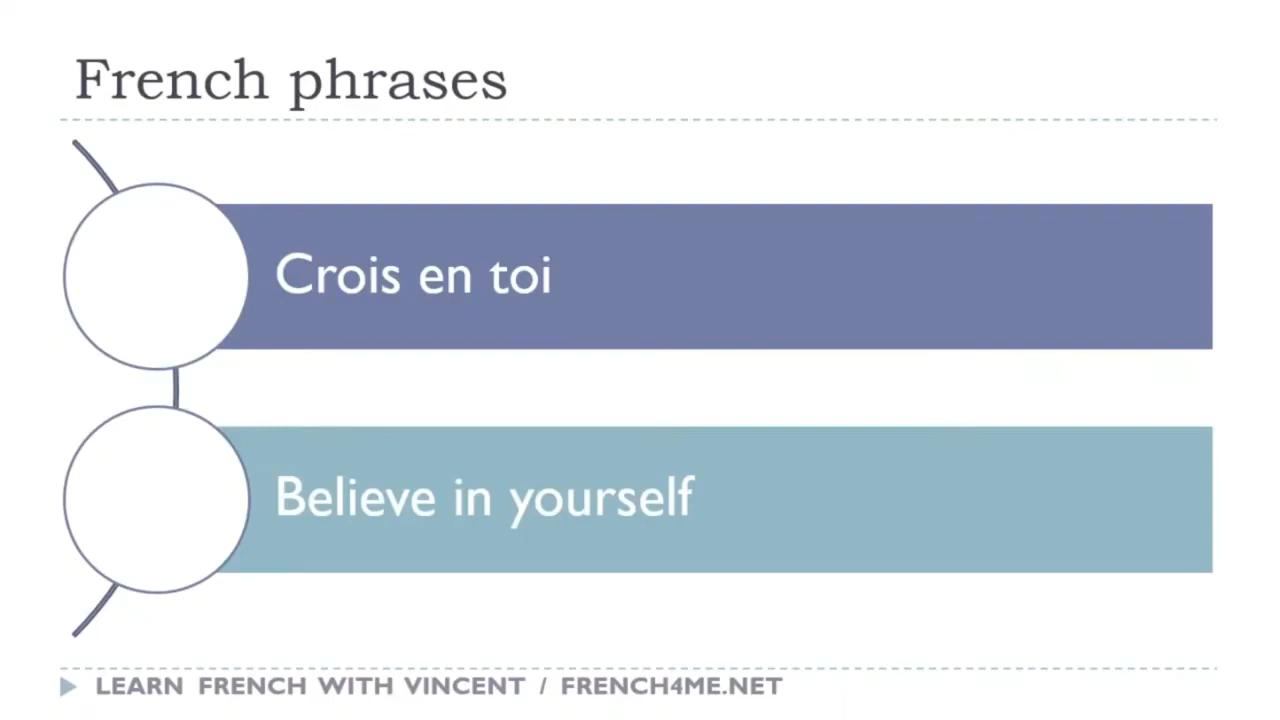 French phrases
Crois en toi
Believe in yourself
LEARN FRENCH WITH VINCENT / FRENCH4ME.NET